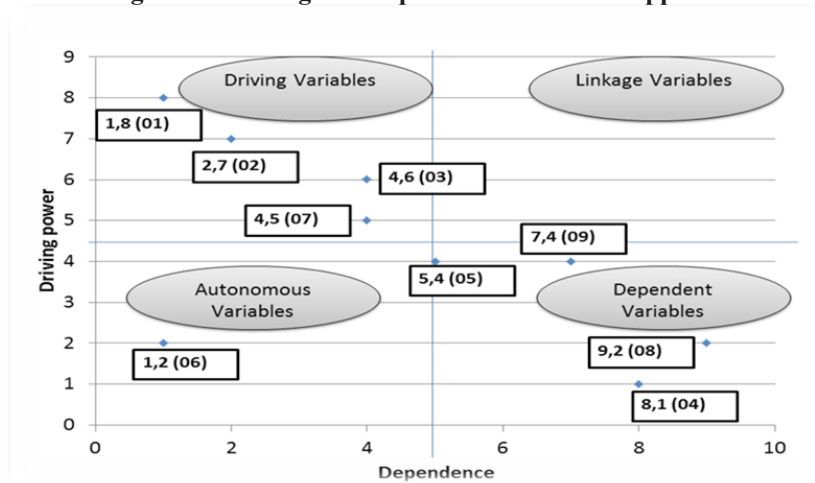 9
8
7
6
5
4
3
2
1
0
Driving power
Driving Variables
Linkage Variables
1,8 (01)
2,7 (02)
4,6 (03)
4,5 (07)
7,4 (09)
5,4 (05)
Autonomous
Variables
Dependent
Variables
1,2 (06)
9,2 (08)
8,1 (04)
0 2 4 6 8 10
Dependence